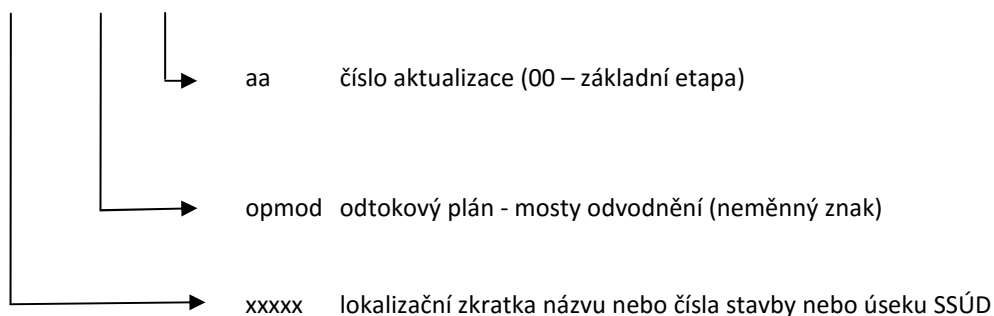 aa číslo aktualizace (00 – základní etapa)
opmod odtokový plán - mosty odvodnění (neměnný znak)
xxxxx lokalizační zkratka názvu nebo čísla stavby nebo úseku SSÚD